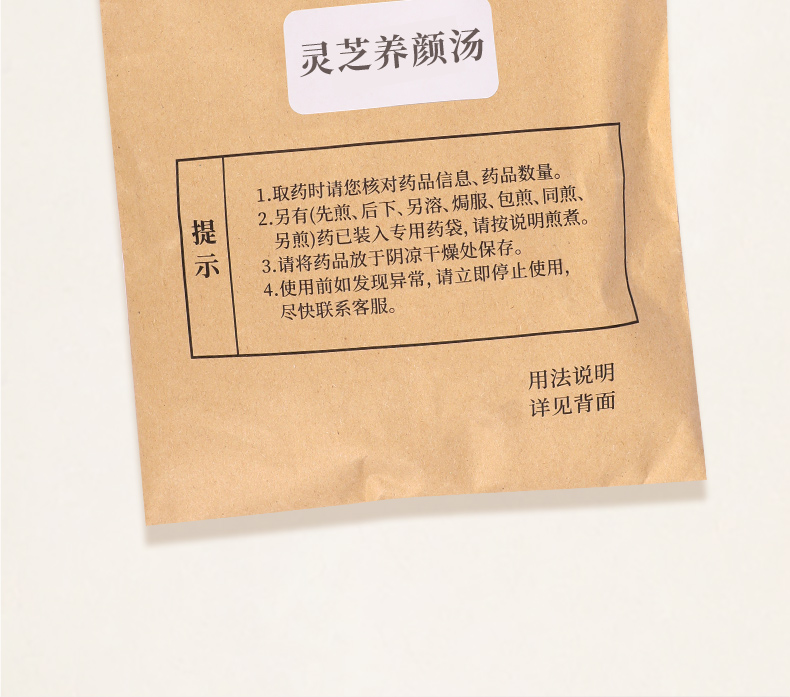 灵芝养颜汤
提示
1.取药时请您核对药品信息、药品数量。
2.另有(先煎、后下、另溶、焗服、包煎、同煎、
另煎)药已装入专用药袋,请按说明煎煮。
3.请将药品放于阴凉干燥处保存。
4.使用前如发现异常,请立即停止使用,
尽快联系客服。
用法说明
详见背面